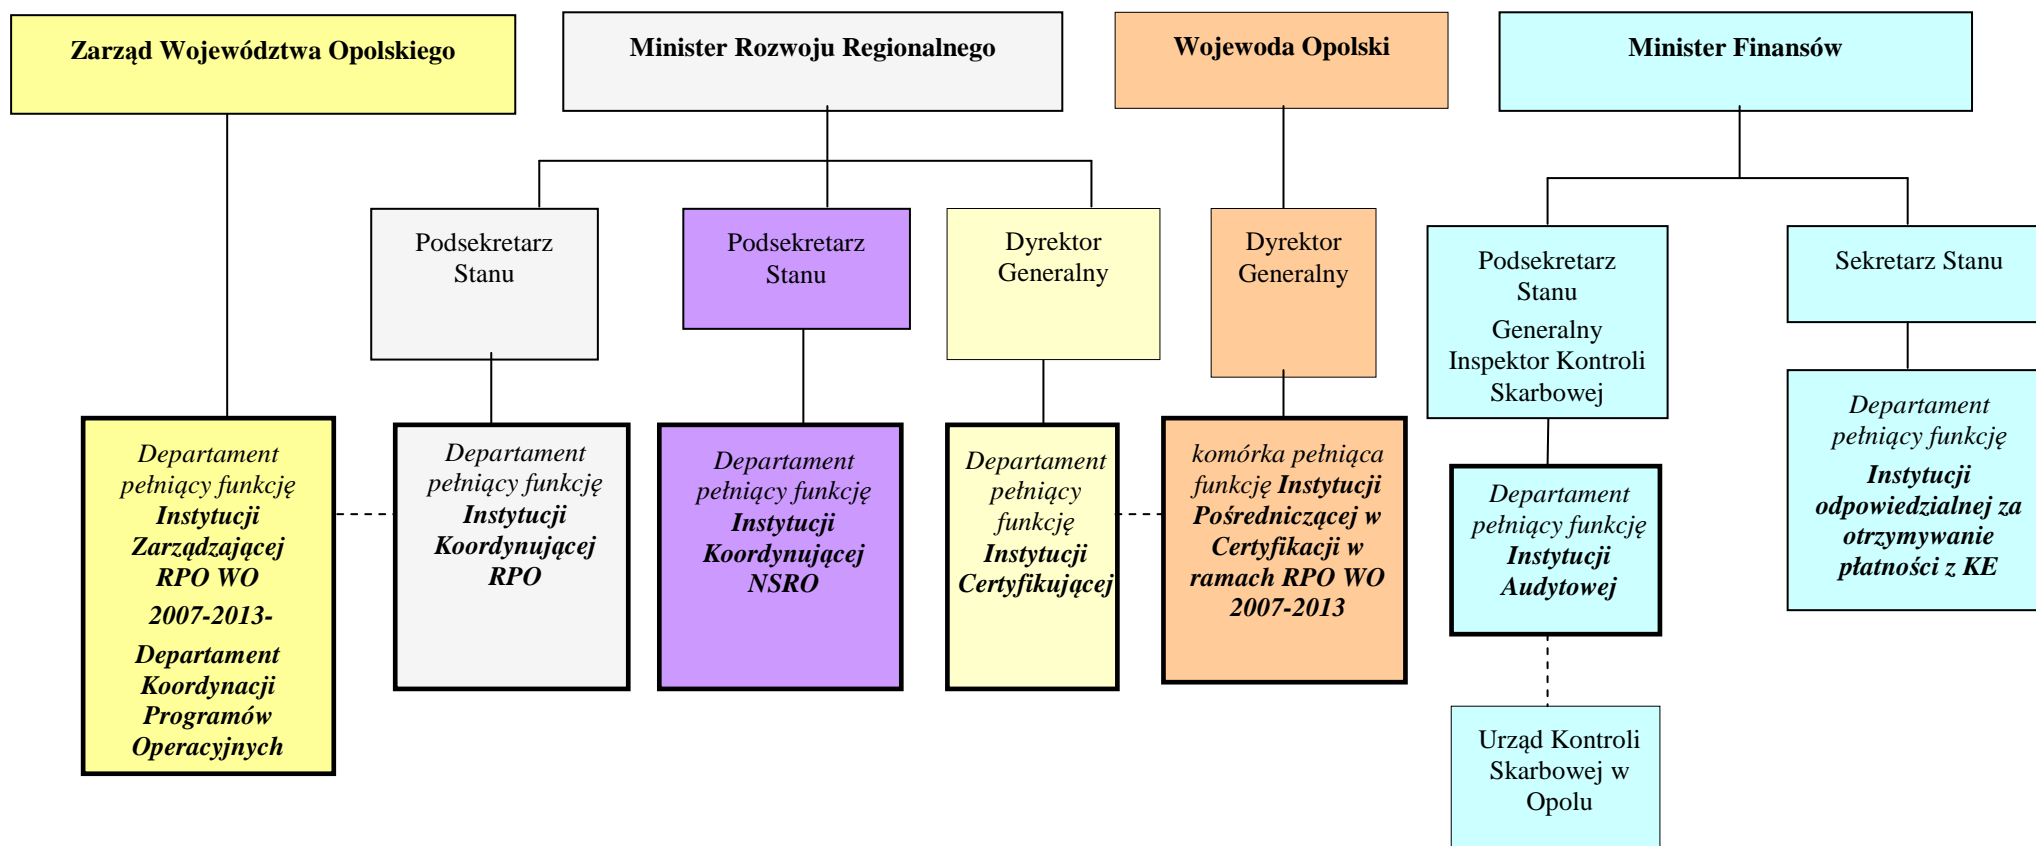 Zarząd Województwa Opolskiego
Minister Rozwoju Regionalnego
Wojewoda Opolski
Minister Finansów
Podsekretarz
Stanu
Podsekretarz
Stanu
Dyrektor
Generalny
Dyrektor
Generalny
Podsekretarz
Stanu
Generalny
Inspektor Kontroli
Skarbowej
Sekretarz Stanu
Departament
pełniący funkcję
Instytucji
Zarządzającej
RPO WO
2007-2013-
Departament
Koordynacji
Programów
Operacyjnych
Departament
pełniący funkcję
Instytucji
Koordynującej
RPO
Departament
pełniący funkcję
Instytucji
Koordynującej
NSRO
Departament
pełniący
funkcję
Instytucji
Certyfikującej
komórka pełniąca
funkcję Instytucji
Pośredniczącej w
Certyfikacji w
ramach RPO WO
2007-2013
Departament
pełniący funkcję
Instytucji
Audytowej
Departament
pełniący funkcję
Instytucji
odpowiedzialnej za
otrzymywanie
płatności z KE
Urząd Kontroli
Skarbowej w
Opolu